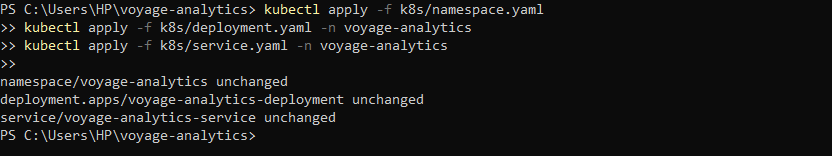 PS C:\Users\HP\voyage-analytics> kubectl apply -f k8s/namespace.yaml
>> kubectl apply -f k8s/deployment.yaml -n voyage-analytics
>> kubectl apply -f k8s/service.yaml -n voyage-analytics
>>
namespace/voyage-analytics unchanged
deployment.apps/voyage-analytics-deployment unchanged
service/voyage-analytics-service unchanged
PS C:\Users\HP\voyage-analytics>